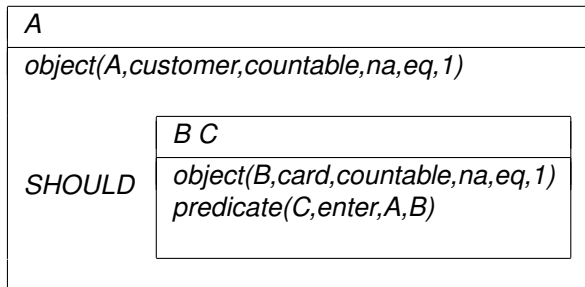 A
object(A,customer,countable,na,eq,1)
B C
SHOULD
object(B,card,countable,na,eq,1)
predicate(C,enter,A,B)